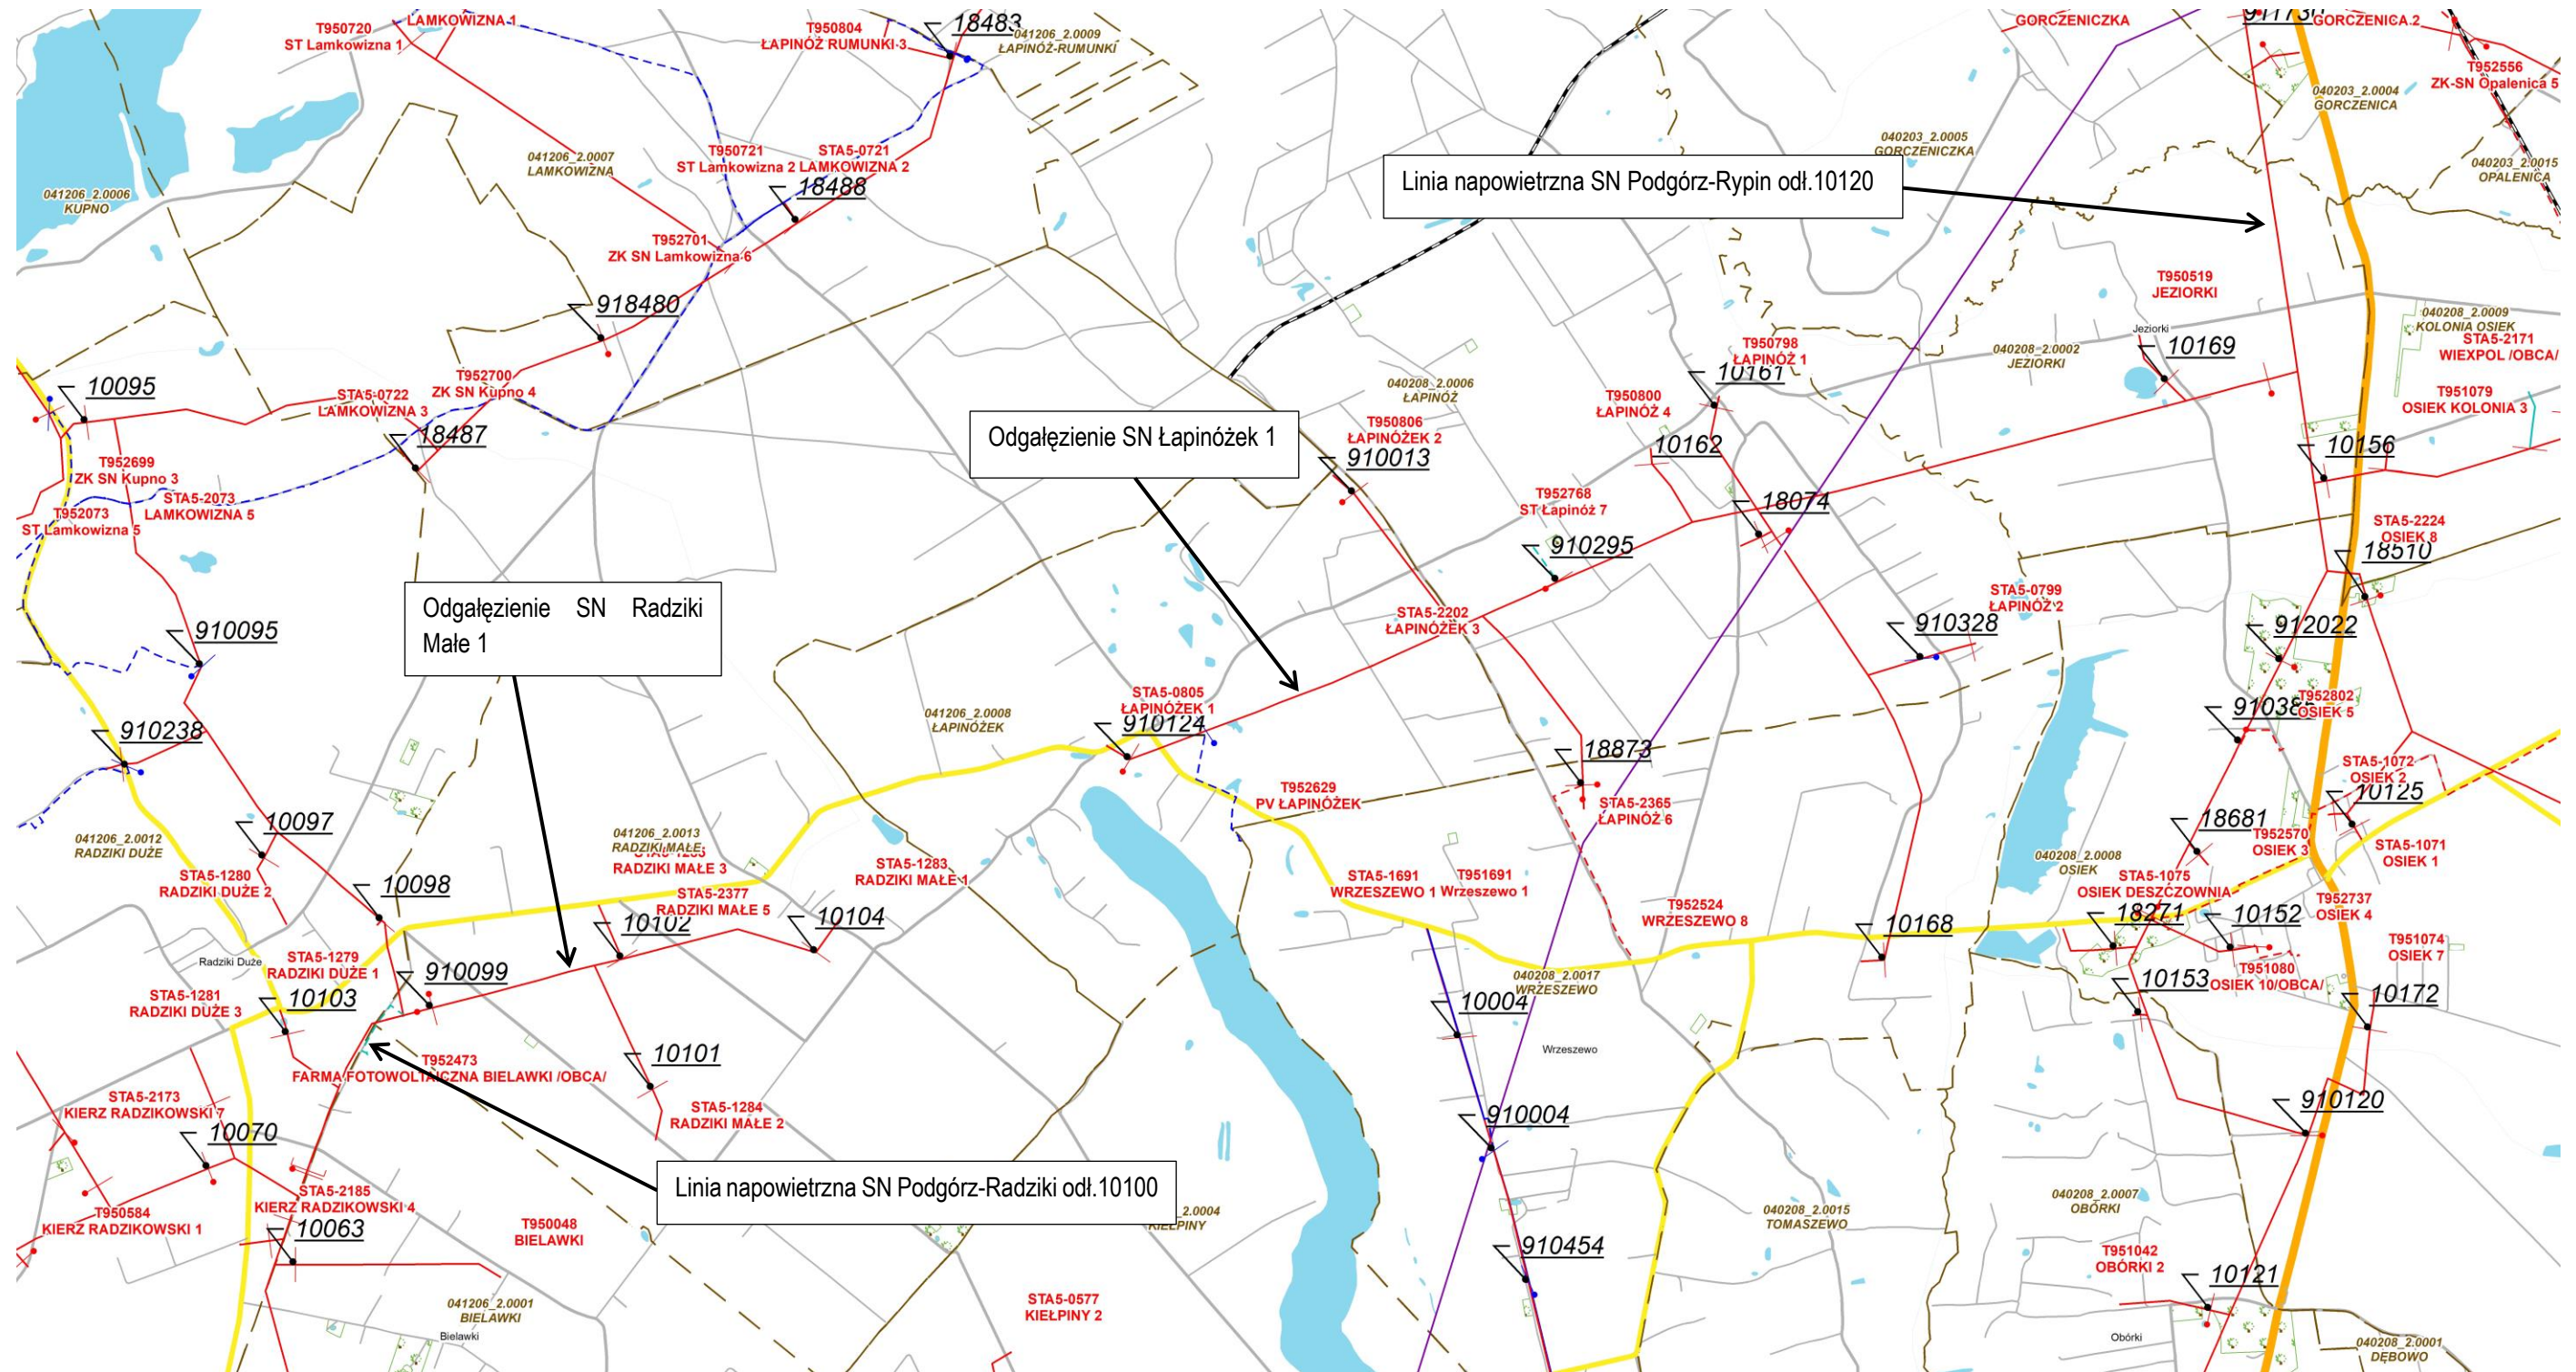 T950720
ST Lamkowizna 1
LAMKOWIZNA 1
T950804
ŁAPINÓŻ RUMUNKI 3
18483
041206_2.0009
ŁAPINÓŻ-RUMUNKI
GORCZENICZKA
GORCZENICA 2
T952556
ZK-SN Opalenica 5
040203_2.0004
GORCZENICA
040203_2.0005
GORCZENICZKA
040203_2.0015
OPALENICA
041206_2.0006
KUPNO
041206_2.0007
LAMKOWIZNA
T950721
ST Lamkowizna 2
STA5-0721
LAMKOWIZNA 2
18488
Linia napowietrzna SN Podgórz-Rypin odł.10120
T952701
ZK SN Lamkowizna 6
918480
T950519
JEZIORKI
Jeziorki
10169
040208_2.0009
KOLONIA OSIEK
STA5-2171
WIEXPOL /OBCA/
T951079
OSIEK KOLONIA 3
040208_2.0002
JEZIORKI
T950798
ŁAPINÓŻ 1
10161
10095
STA5-0722
LAMKOWIZNA 3
T952700
ZK SN Kupno 4
18487
040208_2.0006
ŁAPINÓŻ
T950800
ŁAPINÓŻ 4
10162
T950806
ŁAPINÓŻEK 2
910013
Odgałęzienie SN Łapinóżek 1
10156
T952699
ZK SN Kupno 3
STA5-2073
LAMKOWIZNA 5
T952073
ST Lamkowizna 5
T952768
ST Łapinóż 7
18074
910295
STA5-2224
OSIEK 8
18510
Odgałęzienie SN Radziki
Małe 1
910095
STA5-2202
ŁAPINÓŻEK 3
STA5-0799
ŁAPINÓŻ 2
910328
912022
T952802
OSIEK 5
STA5-0805
ŁAPINÓŻEK 1
910124
041206_2.0008
ŁAPINÓŻEK
910238
18873
STA5-1072
OSIEK 2
10125
T952629
PV ŁAPINÓŻEK
STA5-2365
ŁAPINÓŻ 6
18681
T952570
OSIEK 3
STA5-1071
OSIEK 1
10097
041206_2.0012
RADZIKI DUŻE
041206_2.0013
RADZIKI MAŁE
RADZIKI MAŁE 3
STA5-1283
RADZIKI MAŁE 1
STA5-1280
RADZIKI DUŻE 2
10098
STA5-2377
RADZIKI MAŁE 5
10102
10104
STA5-1691
WRZESZEWO 1
T951691
Wrzeszewo 1
T952524
WRZESZEWO 8
040208_2.0008
OSIEK
STA5-1075
OSIEK DESZCZOWNIA
10168
18271
10152
T952737
OSIEK 4
T951074
OSIEK 7
T951080
OSIEK 10/OBCA/
10153
10172
Radziki Duże
STA5-1279
RADZIKI DUŻE 1
STA5-1281
RADZIKI DUŻE 3
10103
910099
040208_2.0017
WRZESZEWO
10004
Wrzeszewo
T952473
FARMA FOTOWOLTAICZNA BIELAWKI /OBCA/
10101
STA5-1284
RADZIKI MAŁE 2
STA5-2173
KIERZ RADZIKOWSKI 7
10070
910004
910120
Linia napowietrzna SN Podgórz-Radziki odł.10100
STA5-2185
KIERZ RADZIKOWSKI 4
T950584
KIERZ RADZIKOWSKI 1
10063
T950048
BIELAWKI
2.0004
KIEŁPINY
910454
040208_2.0015
TOMASZEWO
040208_2.0007
OBÓRKI
T951042
OBÓRKI 2
10121
041206_2.0001
BIELAWKI
Bielawki
STA5-0577
KIEŁPINY 2
Obórki
040208_2.0001
DĘBOWO